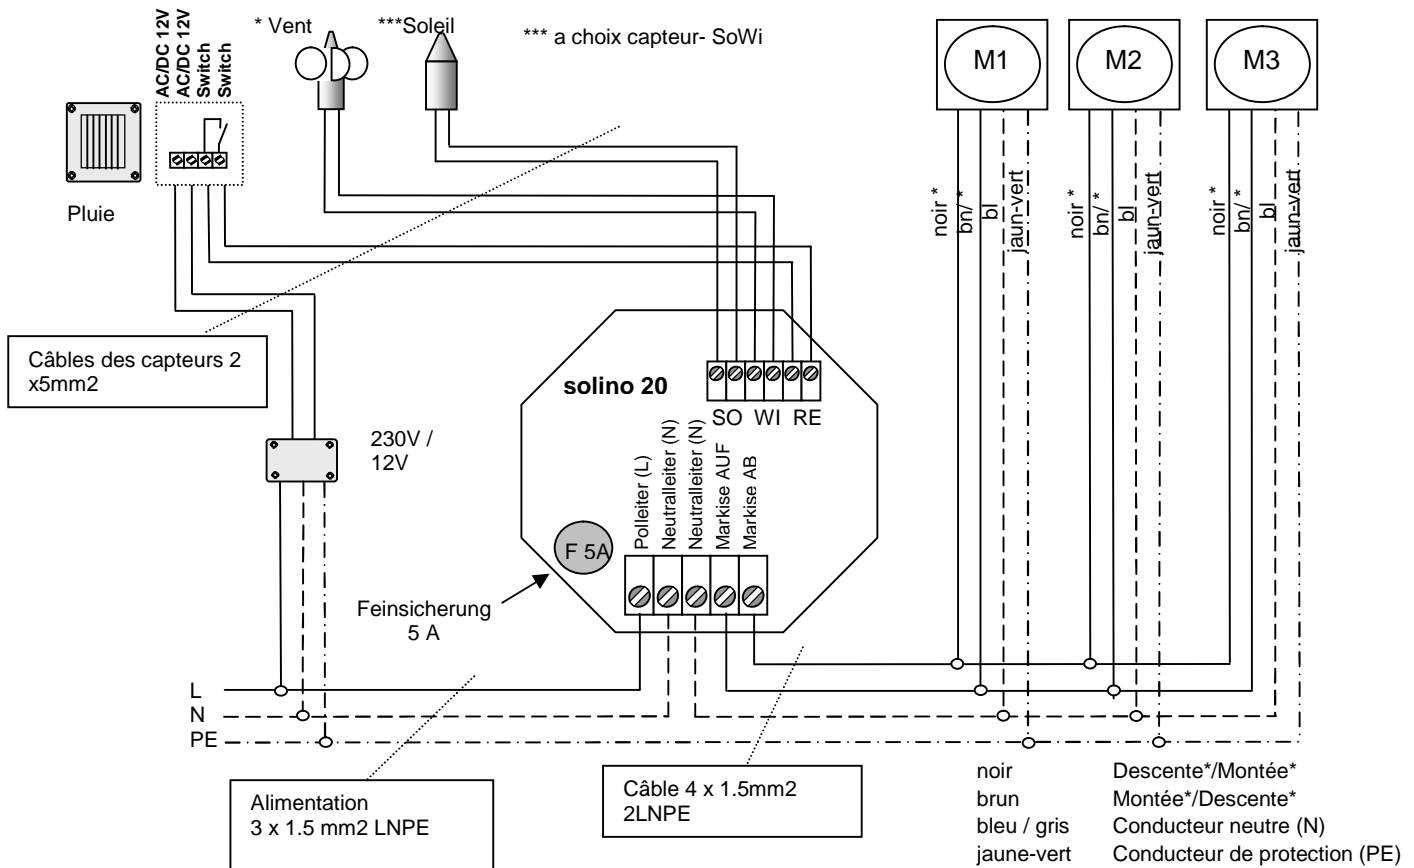 AC/DC 12V
AC/DC 12V
Switch
Switch
* Vent
***Soleil
*** a choix capteur- SoWi
M1
M2
M3
Pluie
noir *
bn/ *
bl
jaun-vert
noir *
bn/ *
bl
jaun-vert
noir *
bn/ *
bl
jaun-vert
Câbles des capteurs 2
x5mm2
solino 20
SO WI RE
230V /
12V
Polleiter (L)
Neutralleiter (N)
Neutralleiter (N)
Markise AUF
Markise AB
F 5A
Feinsicherung
5 A
L
N
PE
Alimentation
3 x 1.5 mm2 LNPE
Câble 4 x 1.5mm2
2LNPE
noir Descente*/Montée*
brun Montée*/Descente*
bleu / gris Conducteur neutre (N)
jaune-vert Conducteur de protection (PE)